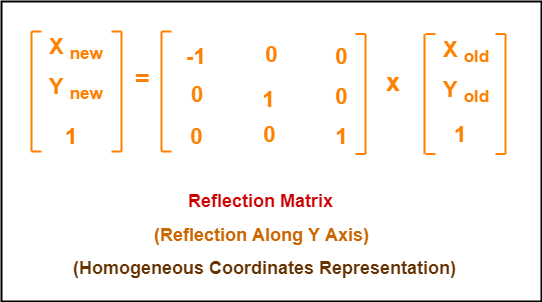 X new = -1 0 0 x X old
Y new 0 1 0 Y old
1 0 0 1 1
Reflection Matrix
(Reflection Along Y Axis)
(Homogeneous Coordinates Representation)